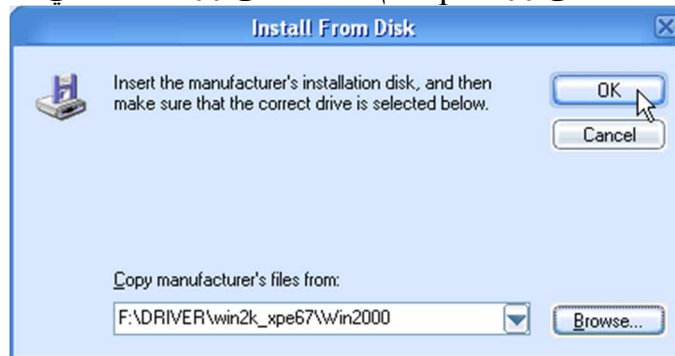 Install From Disk
Insert the manufacturer's installation disk, and then
make sure that the correct drive is selected below.
OK
Cancel
Copy manufacturer's files from:
F:\DRIVER\win2k_xpe67\Win2000
Browse...